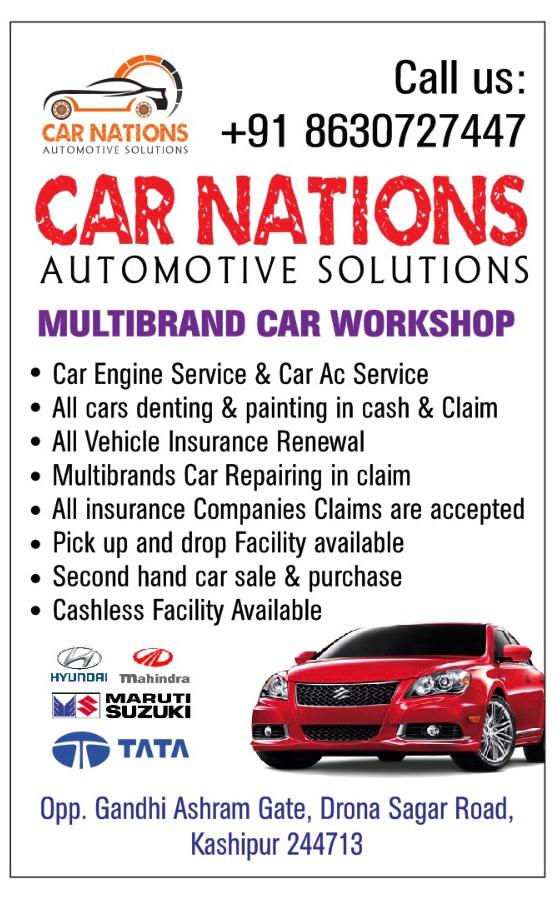 CAR NATIONS
AUTOMOTIVE SOLUTIONS
Call us:
+91 8630727447
CAR NATIONS
AUTOMOTIVE SOLUTIONS
MULTIBRAND CAR WORKSHOP
• Car Engine Service & Car Ac Service
• All cars denting & painting in cash & Claim
• All Vehicle Insurance Renewal
• Multibrands Car Repairing in claim
• All insurance Companies Claims are accepted
• Pick up and drop Facility available
• Second hand car sale & purchase
• Cashless Facility Available
HYUNDAI
Mahindra
MARUTI
SUZUKI
TATA
Opp. Gandhi Ashram Gate, Drona Sagar Road,
Kashipur 244713